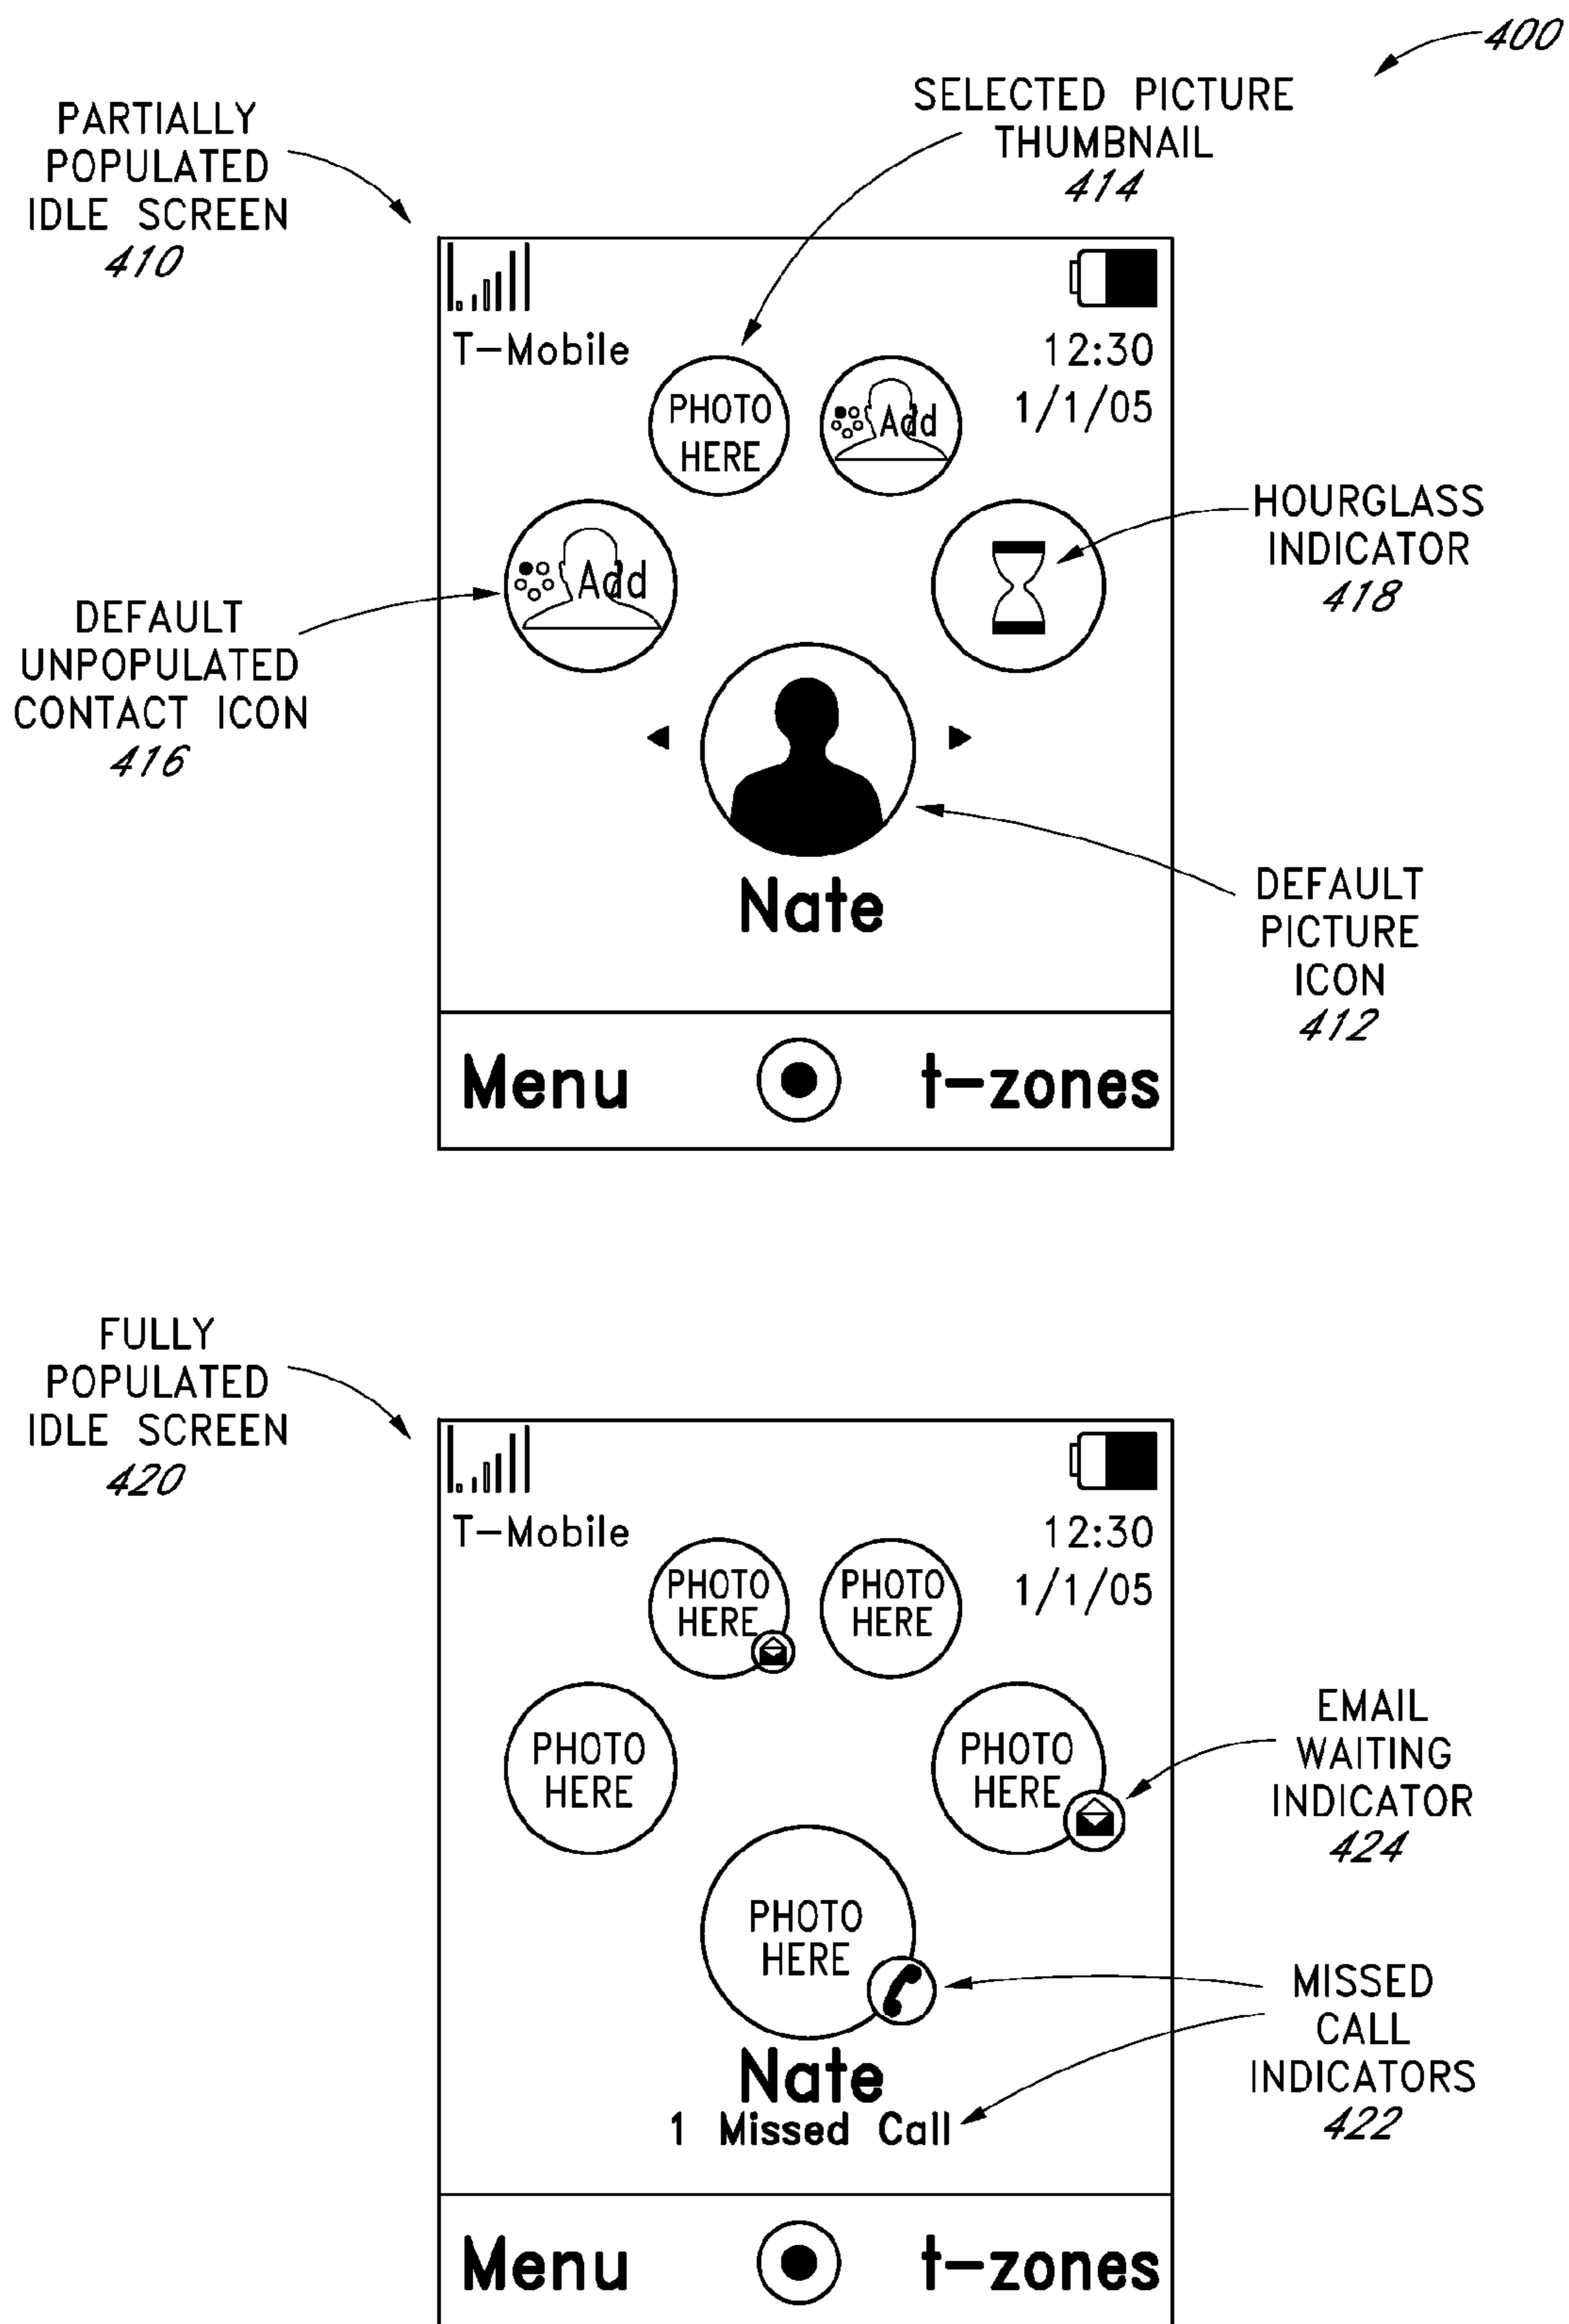 400
SELECTED PICTURE
THUMBNAIL
414
PARTIALLY
POPULATED
IDLE SCREEN
410
T-Mobile
12:30
1/1/05
PHOTO
HERE
Add
Add
HOURGLASS
INDICATOR
418
DEFAULT
UNPOPULATED
CONTACT ICON
416
Nate
DEFAULT
PICTURE
ICON
412
Menu
t-zones
FULLY
POPULATED
IDLE SCREEN
420
T-Mobile
12:30
1/1/05
PHOTO
HERE
PHOTO
HERE
PHOTO
HERE
PHOTO
HERE
EMAIL
WAITING
INDICATOR
424
PHOTO
HERE
MISSED
CALL
INDICATORS
422
Nate
1 Missed Call
Menu
t-zones